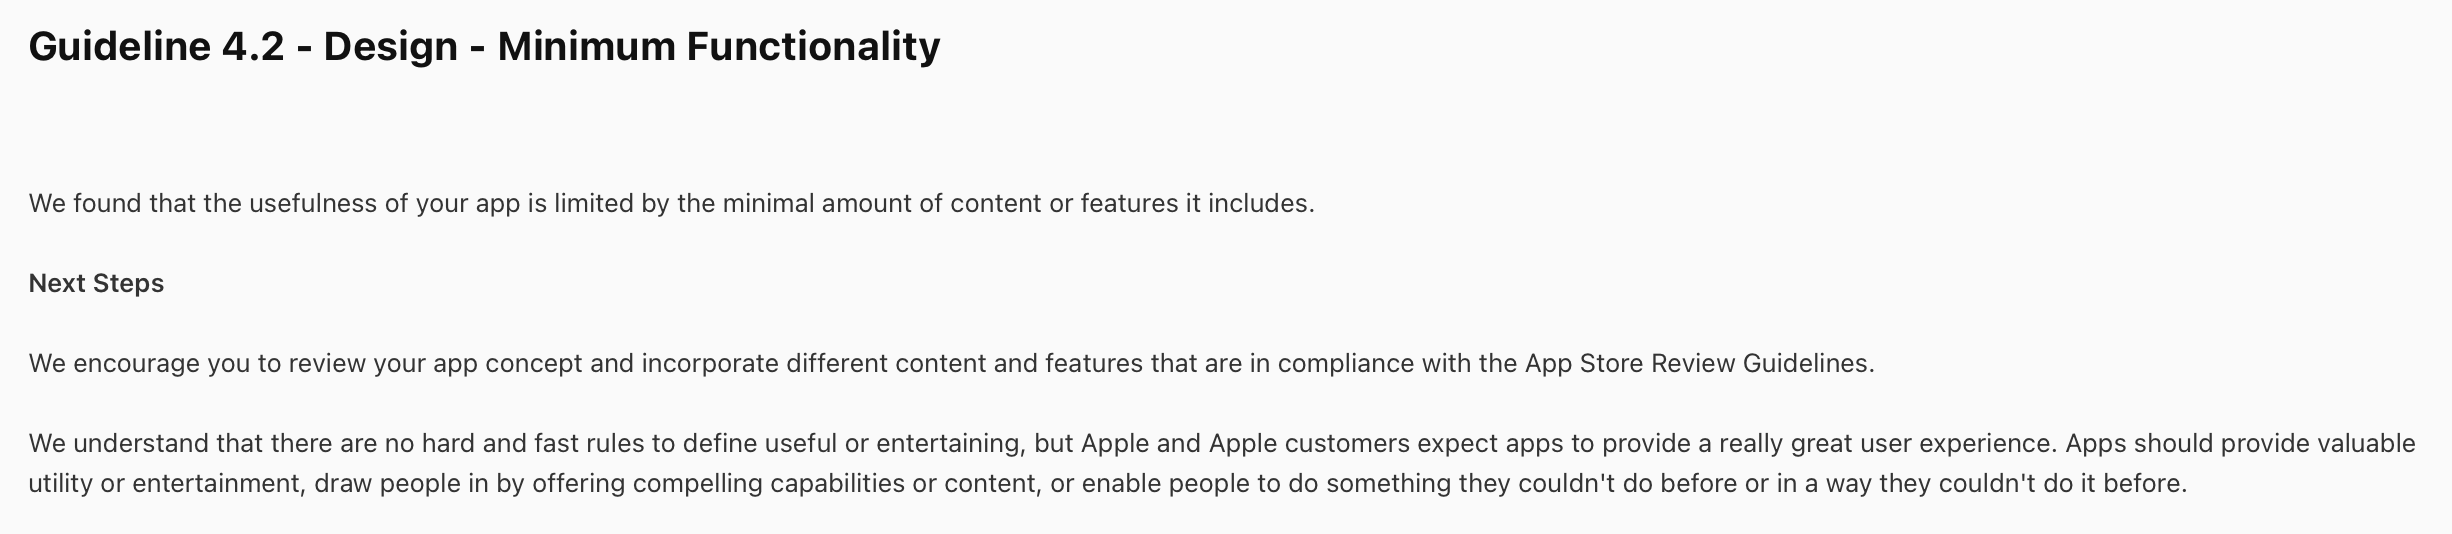 Guideline 4.2 - Design - Minimum Functionality
We found that the usefulness of your app is limited by the minimal amount of content or features it includes.
Next Steps
We encourage you to review your app concept and incorporate different content and features that are in compliance with the App Store Review Guidelines.
We understand that there are no hard and fast rules to define useful or entertaining, but Apple and Apple customers expect apps to provide a really great user experience. Apps should provide valuable
utility or entertainment, draw people in by offering compelling capabilities or content, or enable people to do something they couldn't do before or in a way they couldn't do it before.